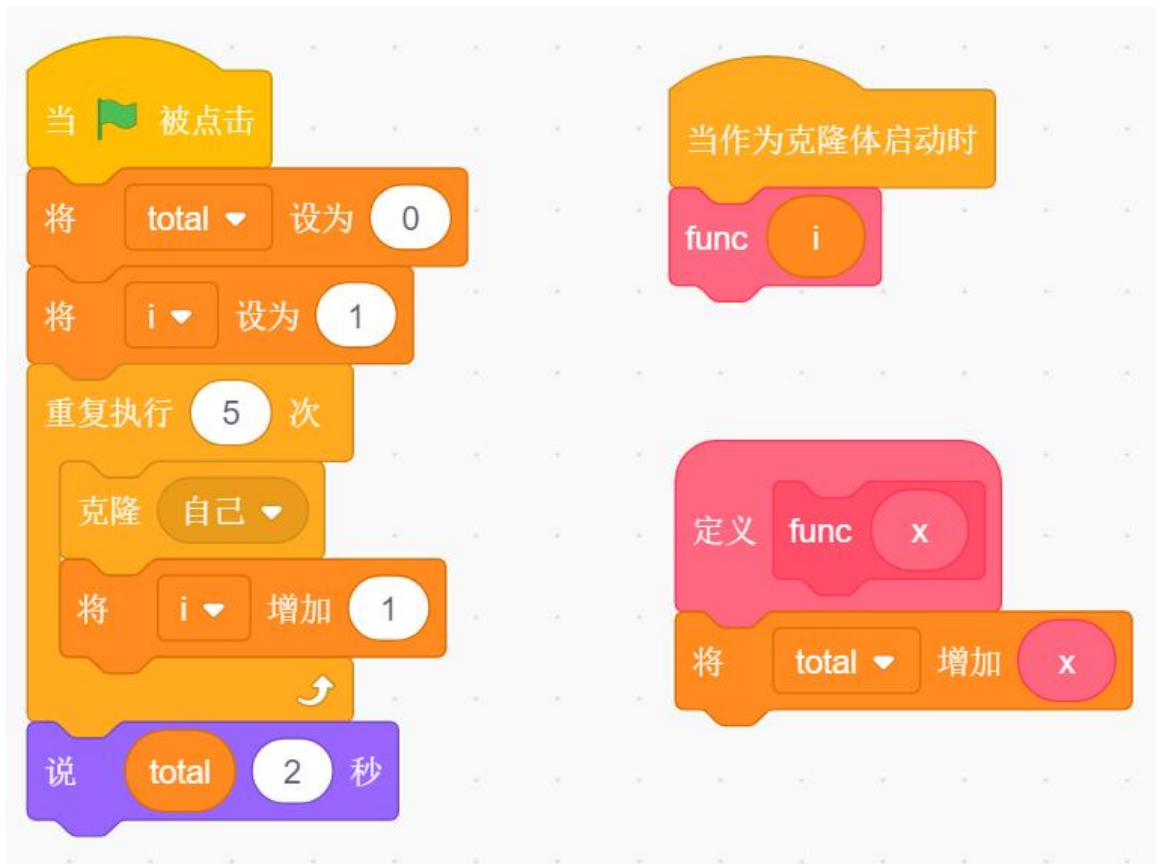 当 被点击
将 total 设为 0
将 i 设为 1
重复执行 5 次
克隆 自己
将 i 增加 1
说 total 2 秒
当作为克隆体启动时
func i
定义 func x
将 total 增加 x